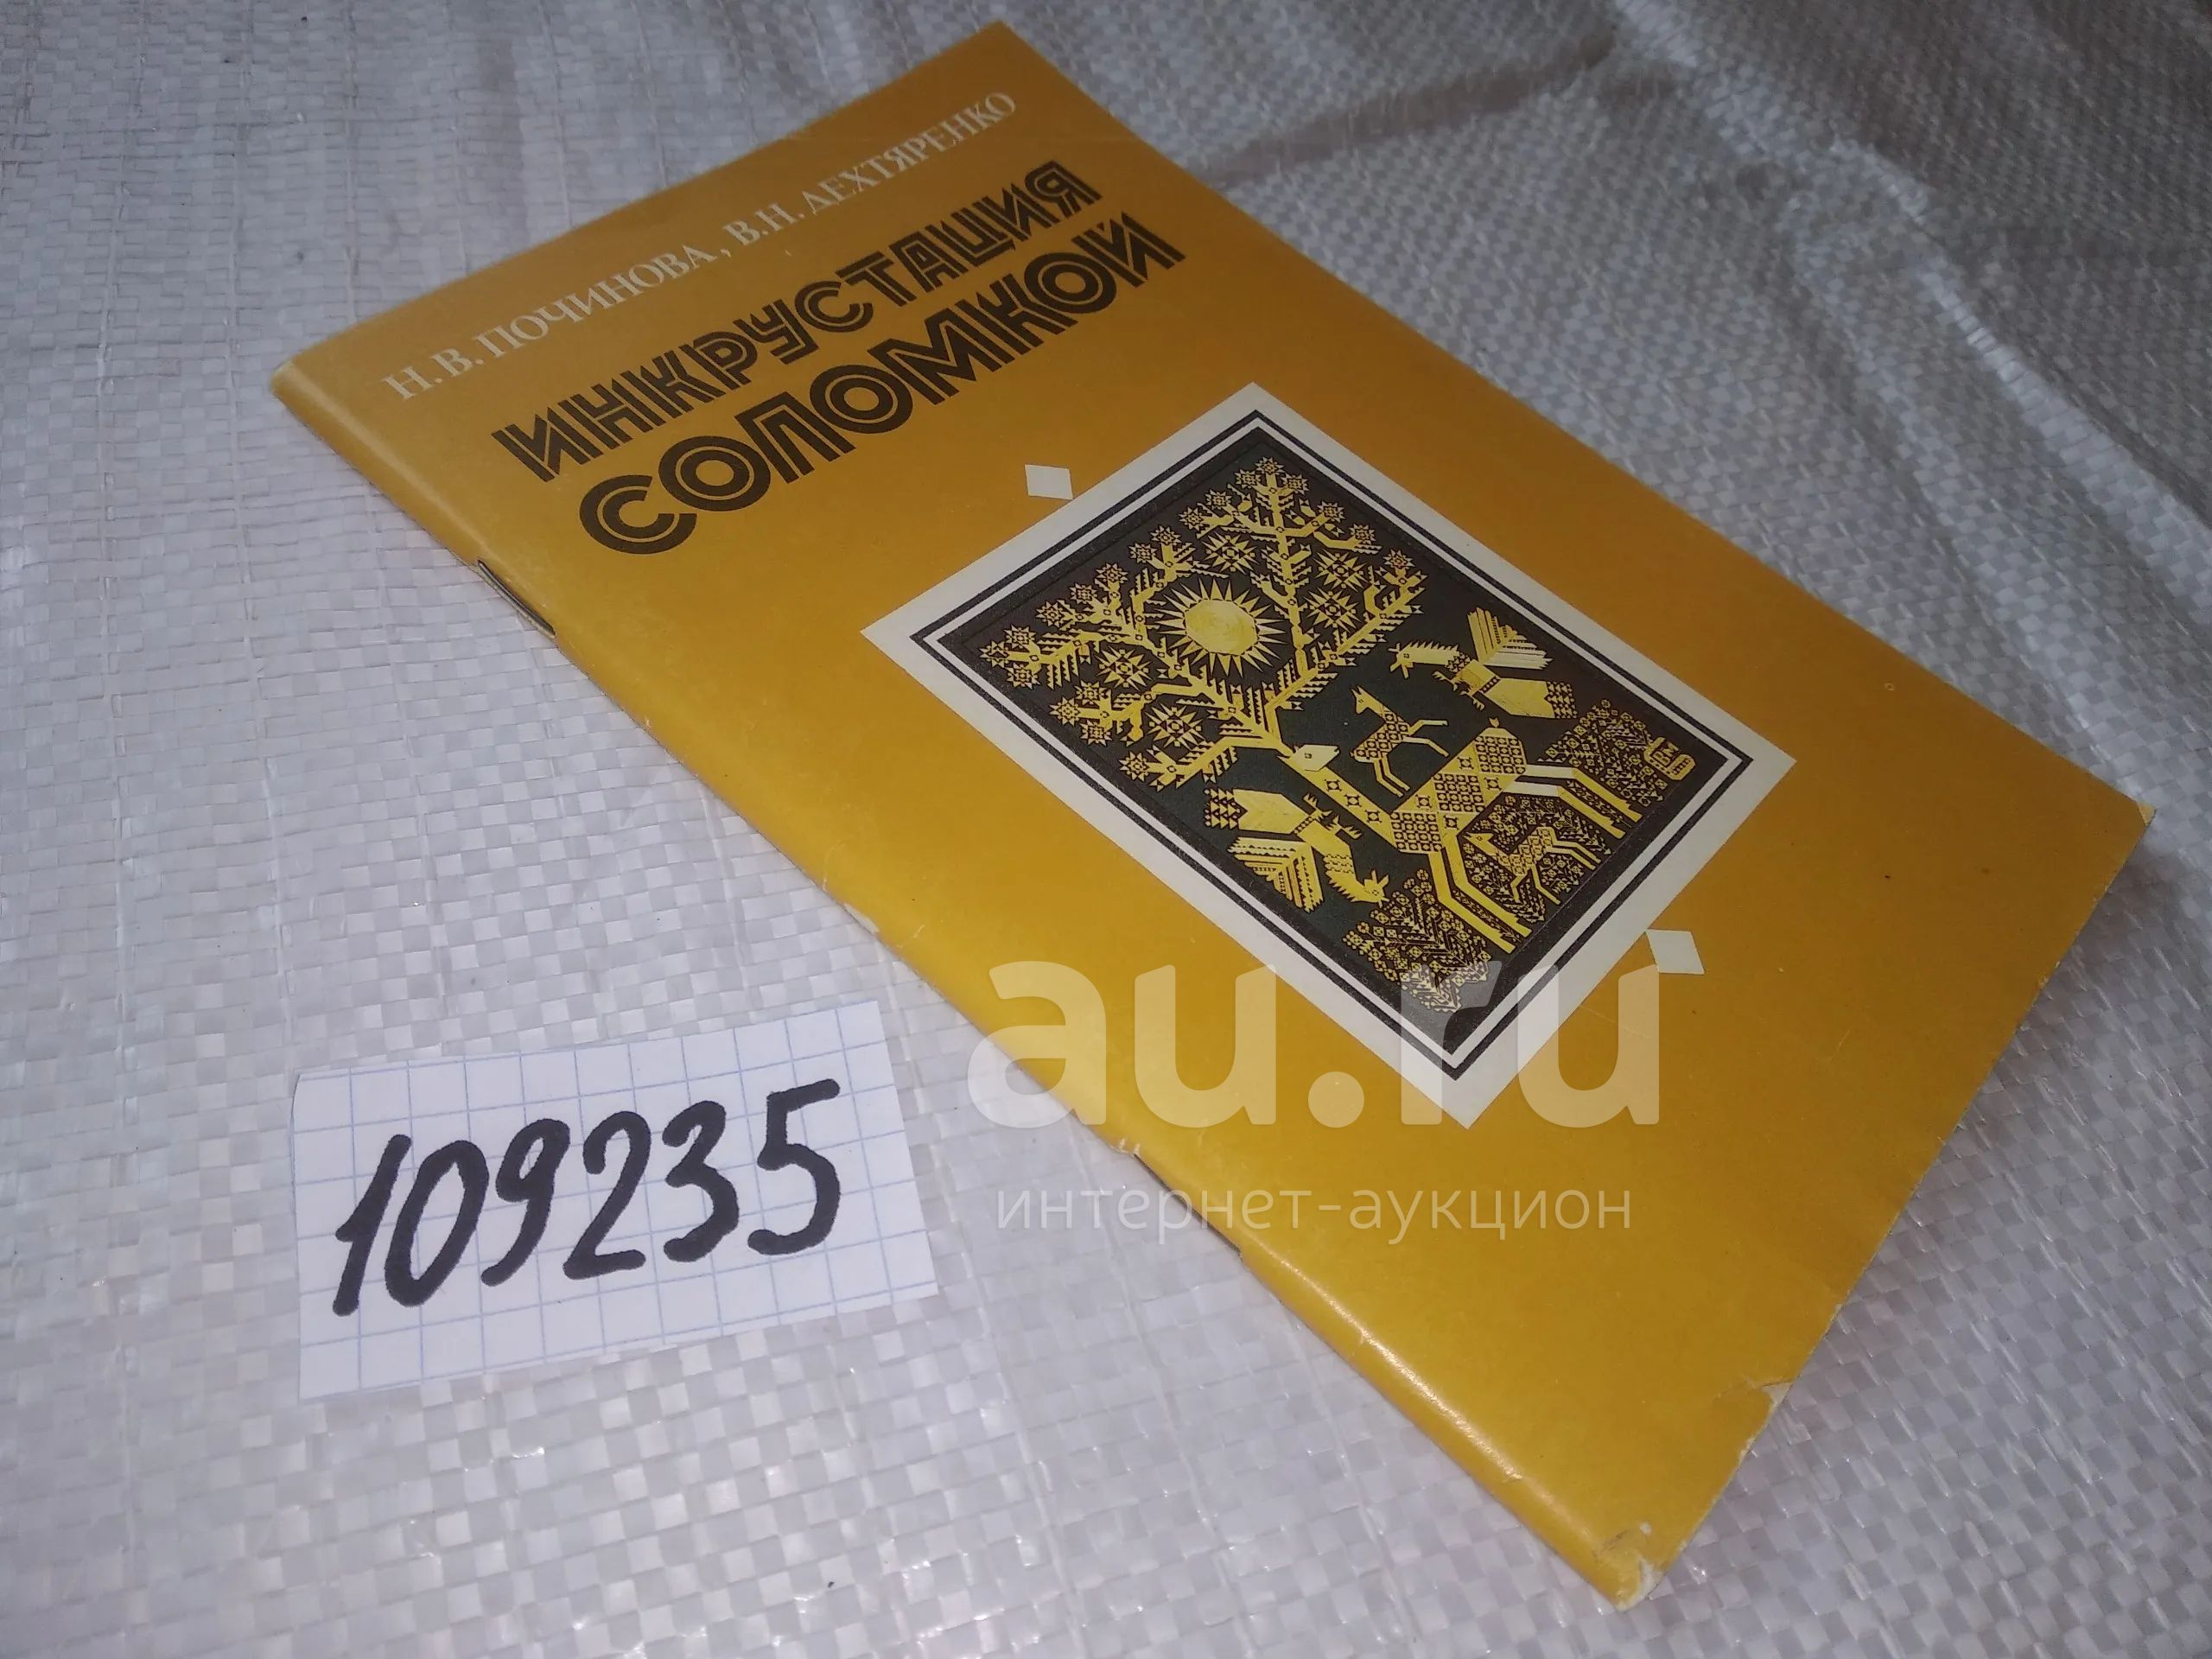 Н. В. ПОЧИНОВА, В. Н. ДЕХТЯРЕНКО
ИНКРУСТАЦИЯ
СОЛОМКОЙ
109235
au.ru
интернет-аукцион